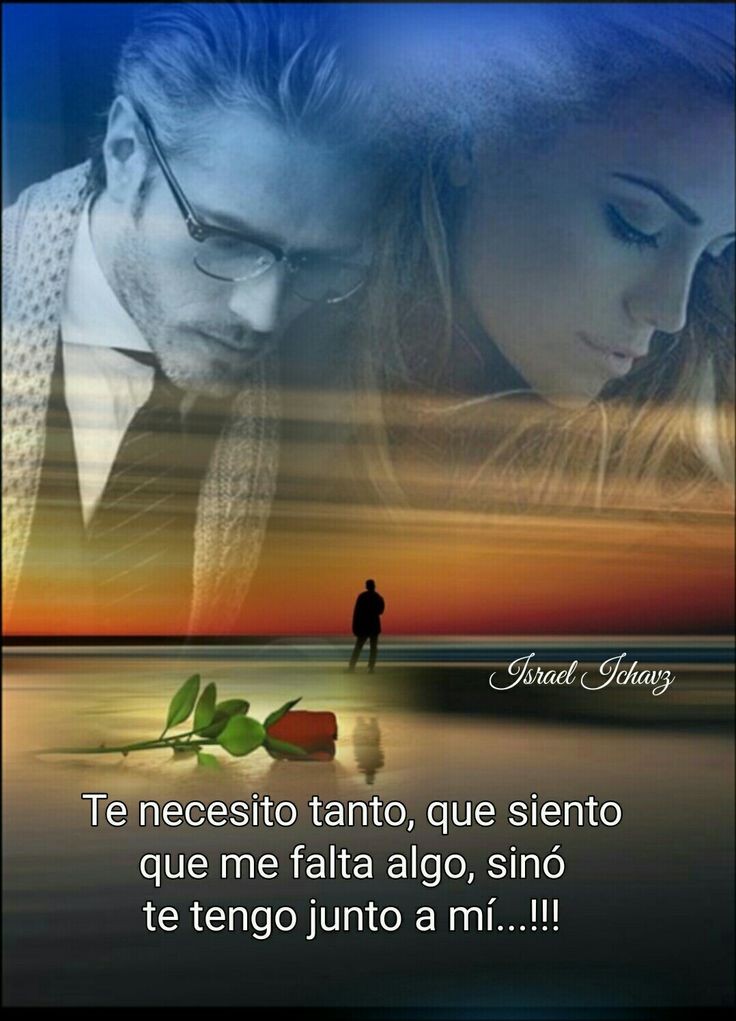 Israel Ichavz
Te necesito tanto, que siento
que me falta algo, sinó
te tengo junto a mí...!!!